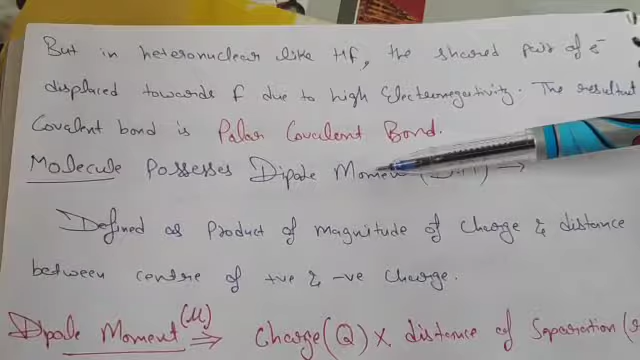 But in heteronuclear like Hf, the shared pair of e-
displaced towards f due to high Electronegativity. The resultant
Covalent bond is Polar Covalent Bond.
Molecule Possesses Dipole Moment →
Defined as Product of magnitude of Charge & distance
between centre of +ve & -ve Charge.
Dipole Moment (μ) ⇒ Charge(Q) × distance of Separation (r